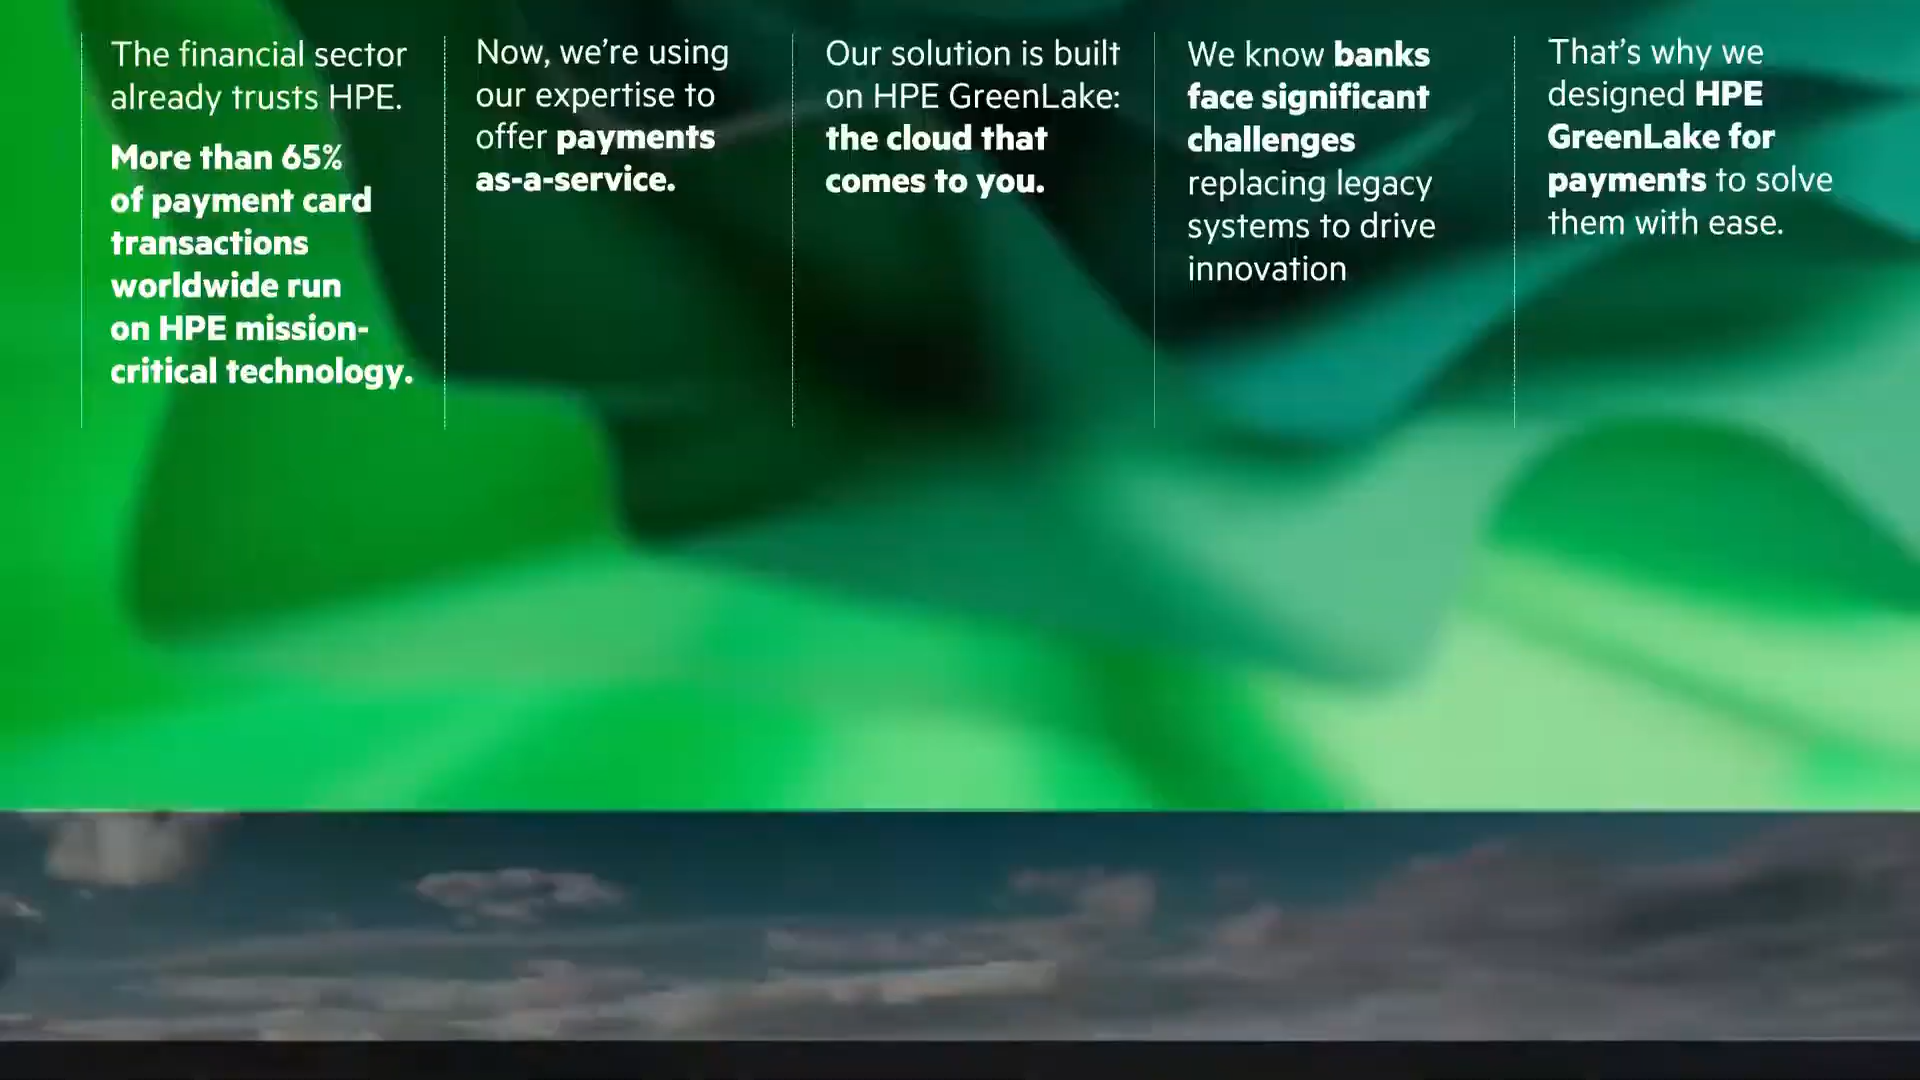 The financial sector
already trusts HPE.
More than 65%
of payment card
transactions
worldwide run
on HPE mission-
critical technology.
Now, we're using
our expertise to
offer payments
as-a-service.
Our solution is built
on HPE GreenLake:
the cloud that
comes to you.
We know banks
face significant
challenges
replacing legacy
systems to drive
innovation
That's why we
designed HPE
GreenLake for
payments to solve
them with ease.